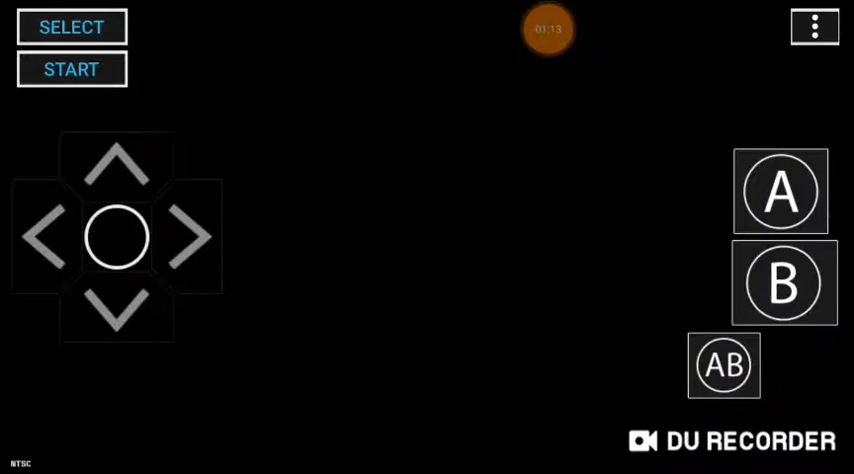 SELECT
01:13
START
A
B
AB
DU RECORDER
NTSC